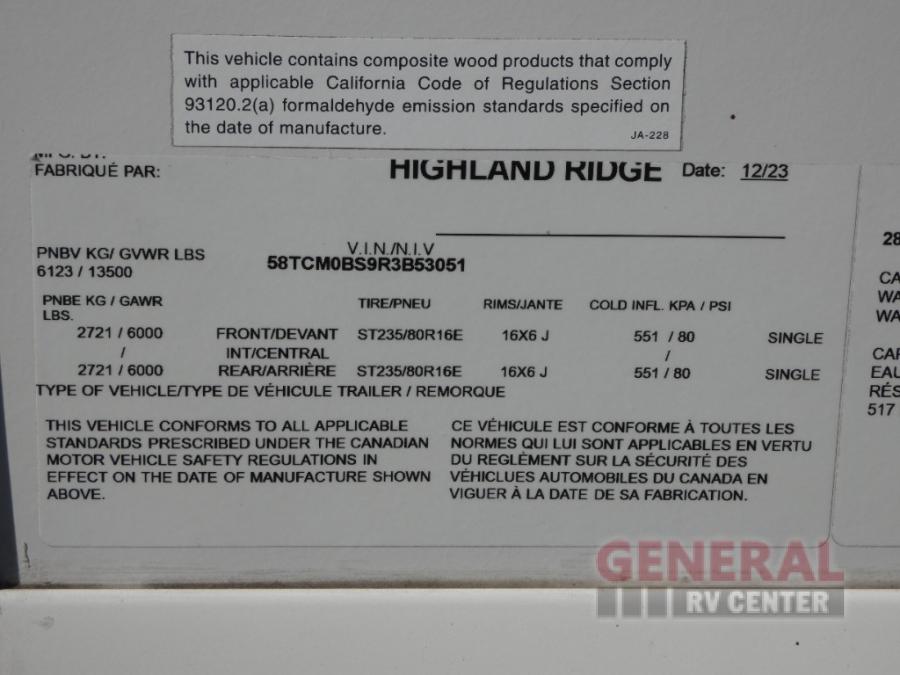 This vehicle contains composite wood products that comply
with applicable California Code of Regulations Section
93120.2(a) formaldehyde emission standards specified on
the date of manufacture.
JA-228
FABRIQUÉ PAR: HIGHLAND RIDGE Date: 12/23
V.I.N./N.I.V
PNBV KG/ GVWR LBS
58TCM0BS9R3B53051
6123 / 13500
PNBE KG / GAWR TIRE/PNEU RIMS/JANTE COLD INFL. KPA / PSI
LBS.
2721 / 6000 FRONT/DEVANT ST235/80R16E 16X6 J 551 / 80 SINGLE
/ INT/CENTRAL /
2721 / 6000 REAR/ARRIÈRE ST235/80R16E 16X6 J 551 / 80 SINGLE
TYPE OF VEHICLE/TYPE DE VÉHICULE TRAILER / REMORQUE
THIS VEHICLE CONFORMS TO ALL APPLICABLE
STANDARDS PRESCRIBED UNDER THE CANADIAN
MOTOR VEHICLE SAFETY REGULATIONS IN
EFFECT ON THE DATE OF MANUFACTURE SHOWN
ABOVE.
CE VÉHICULE EST CONFORME À TOUTES LES
NORMES QUI LUI SONT APPLICABLES EN VERTU
DU REGLÈMENT SUR LA SÉCURITÉ DES
VÉHICLUES AUTOMOBILES DU CANADA EN
VIGUER À LA DATE DE SA FABRICATION.
28
517
GENERAL
RV CENTER